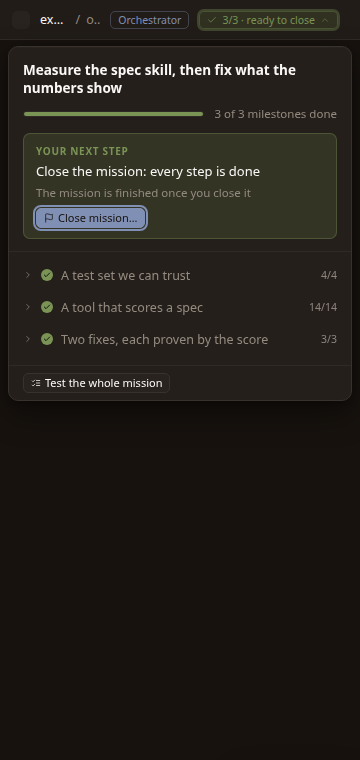 ex... / o.. Orchestrator 3/3 · ready to close
Measure the spec skill, then fix what the
numbers show
3 of 3 milestones done
YOUR NEXT STEP
Close the mission: every step is done
The mission is finished once you close it
Close mission...
A test set we can trust 4/4
A tool that scores a spec 14/14
Two fixes, each proven by the score 3/3
Test the whole mission